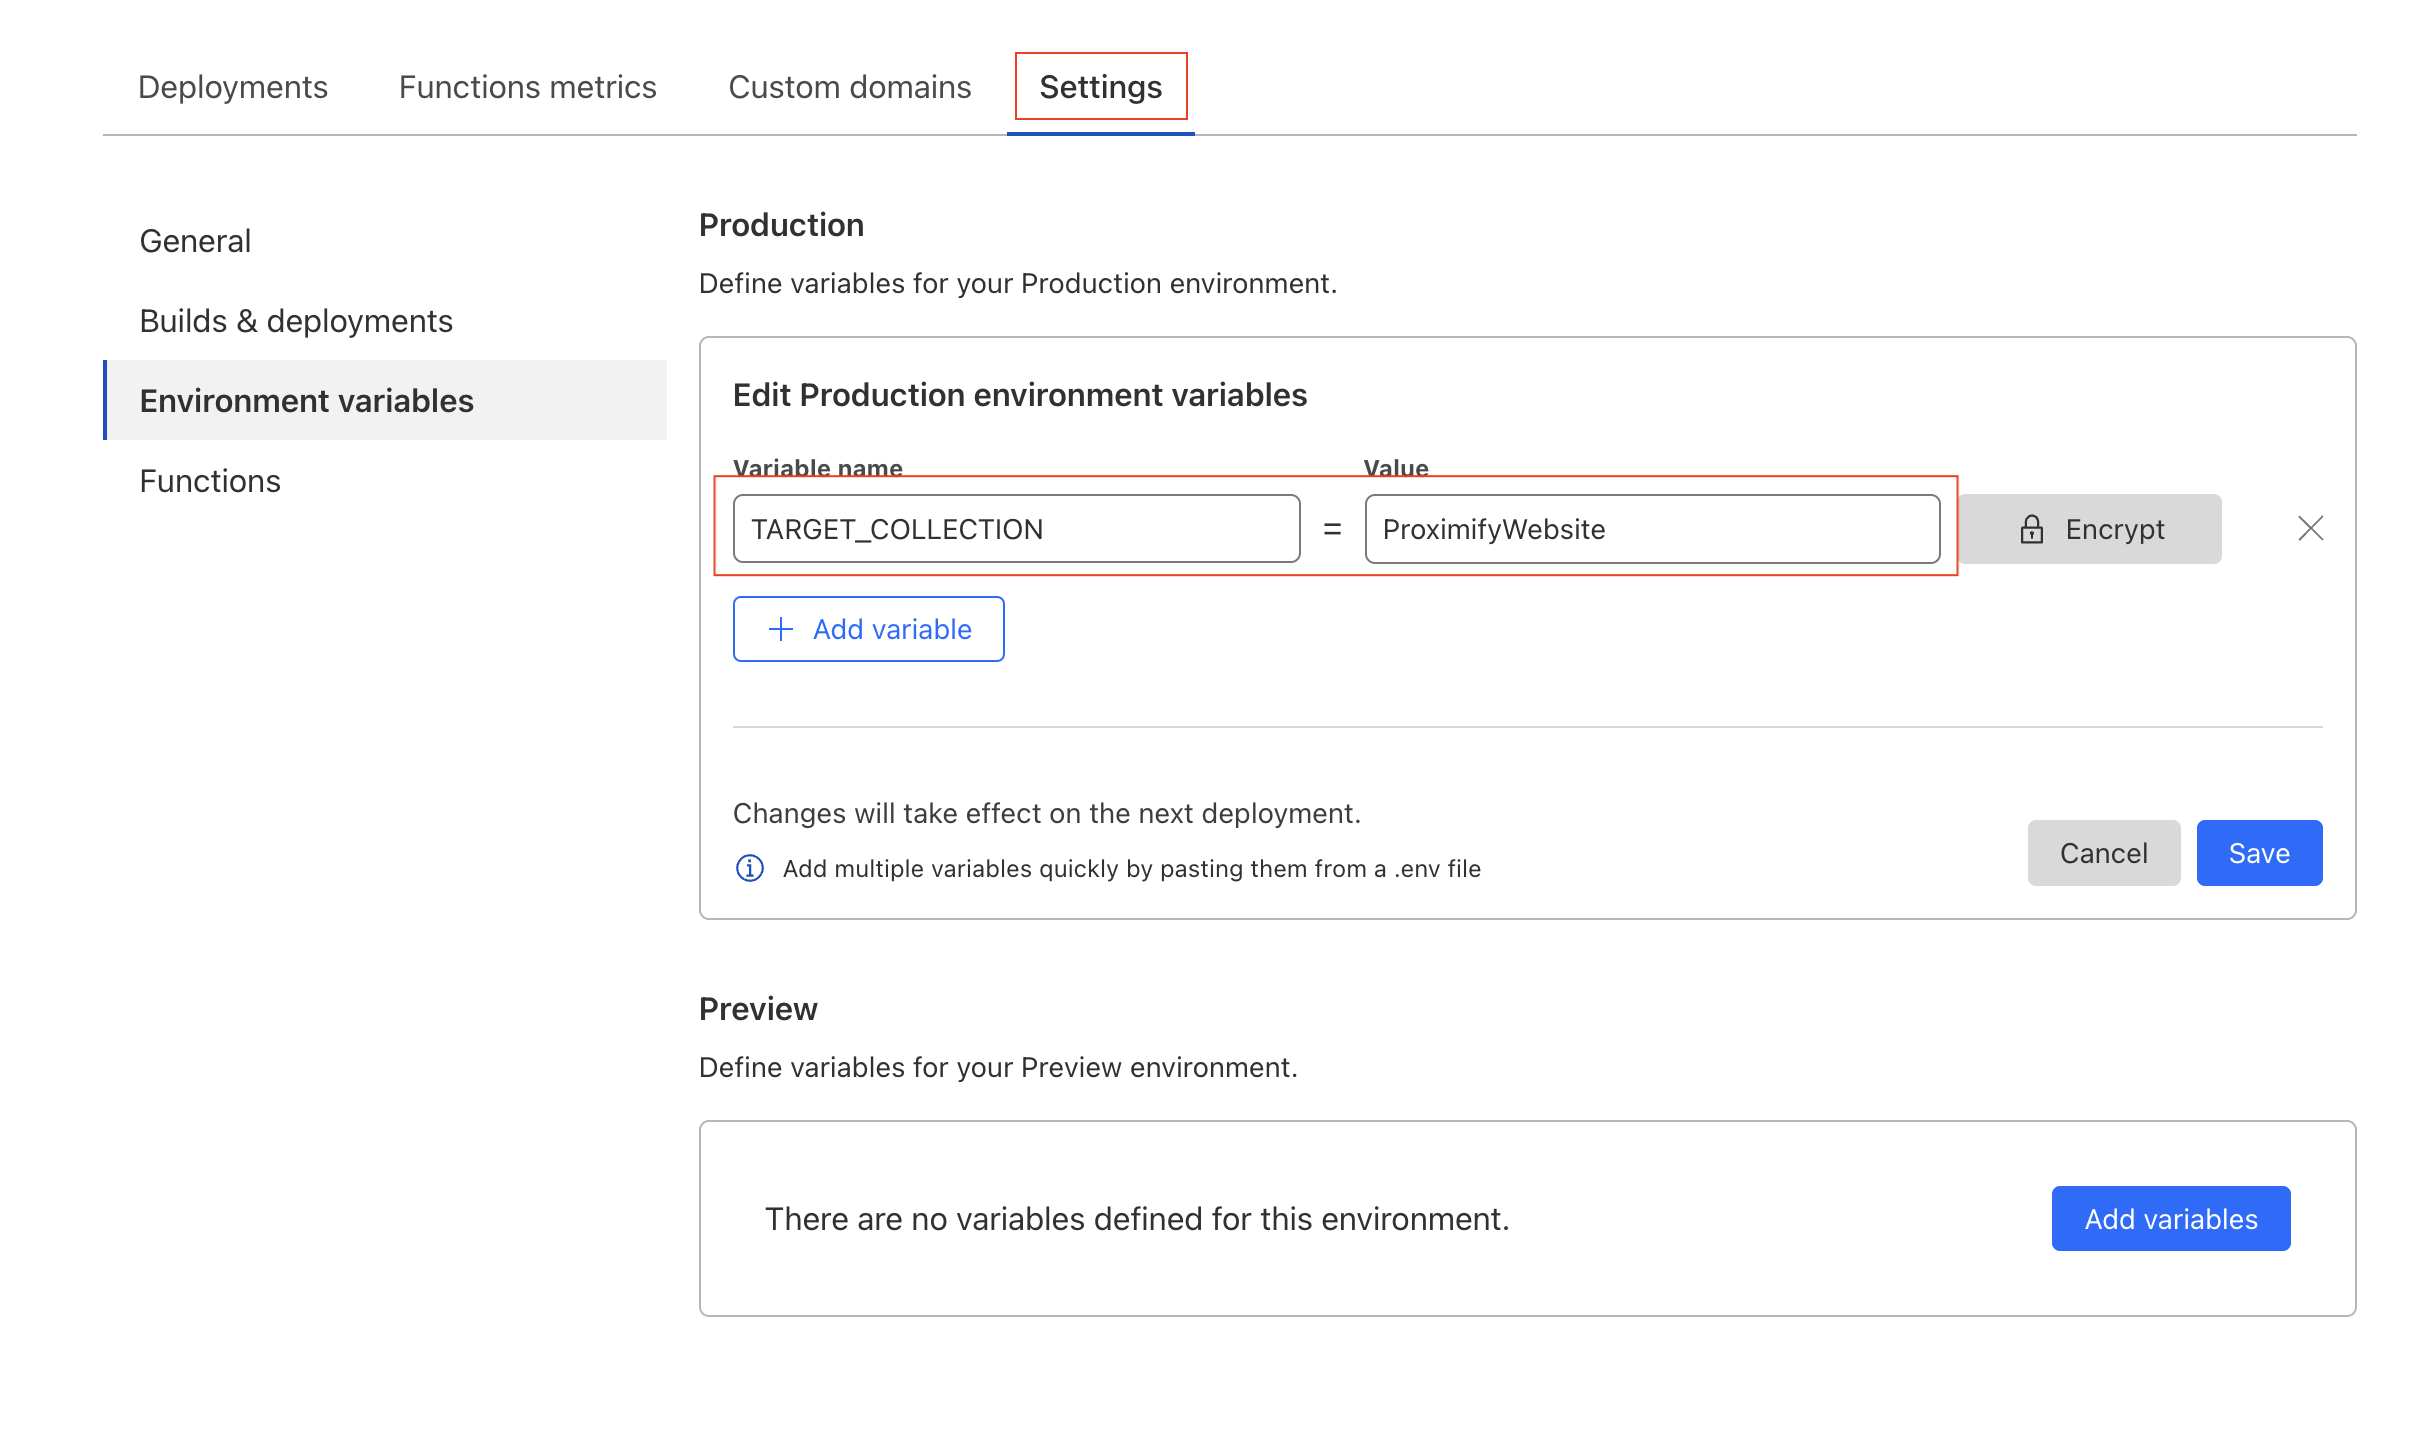 Deployments Functions metrics Custom domains Settings
General
Builds & deployments
Environment variables
Functions
Production
Define variables for your Production environment.
Edit Production environment variables
Variable name Value
TARGET_COLLECTION = ProximifyWebsite Encrypt
Add variable
Changes will take effect on the next deployment.
Add multiple variables quickly by pasting them from a .env file
Cancel Save
Preview
Define variables for your Preview environment.
There are no variables defined for this environment.
Add variables